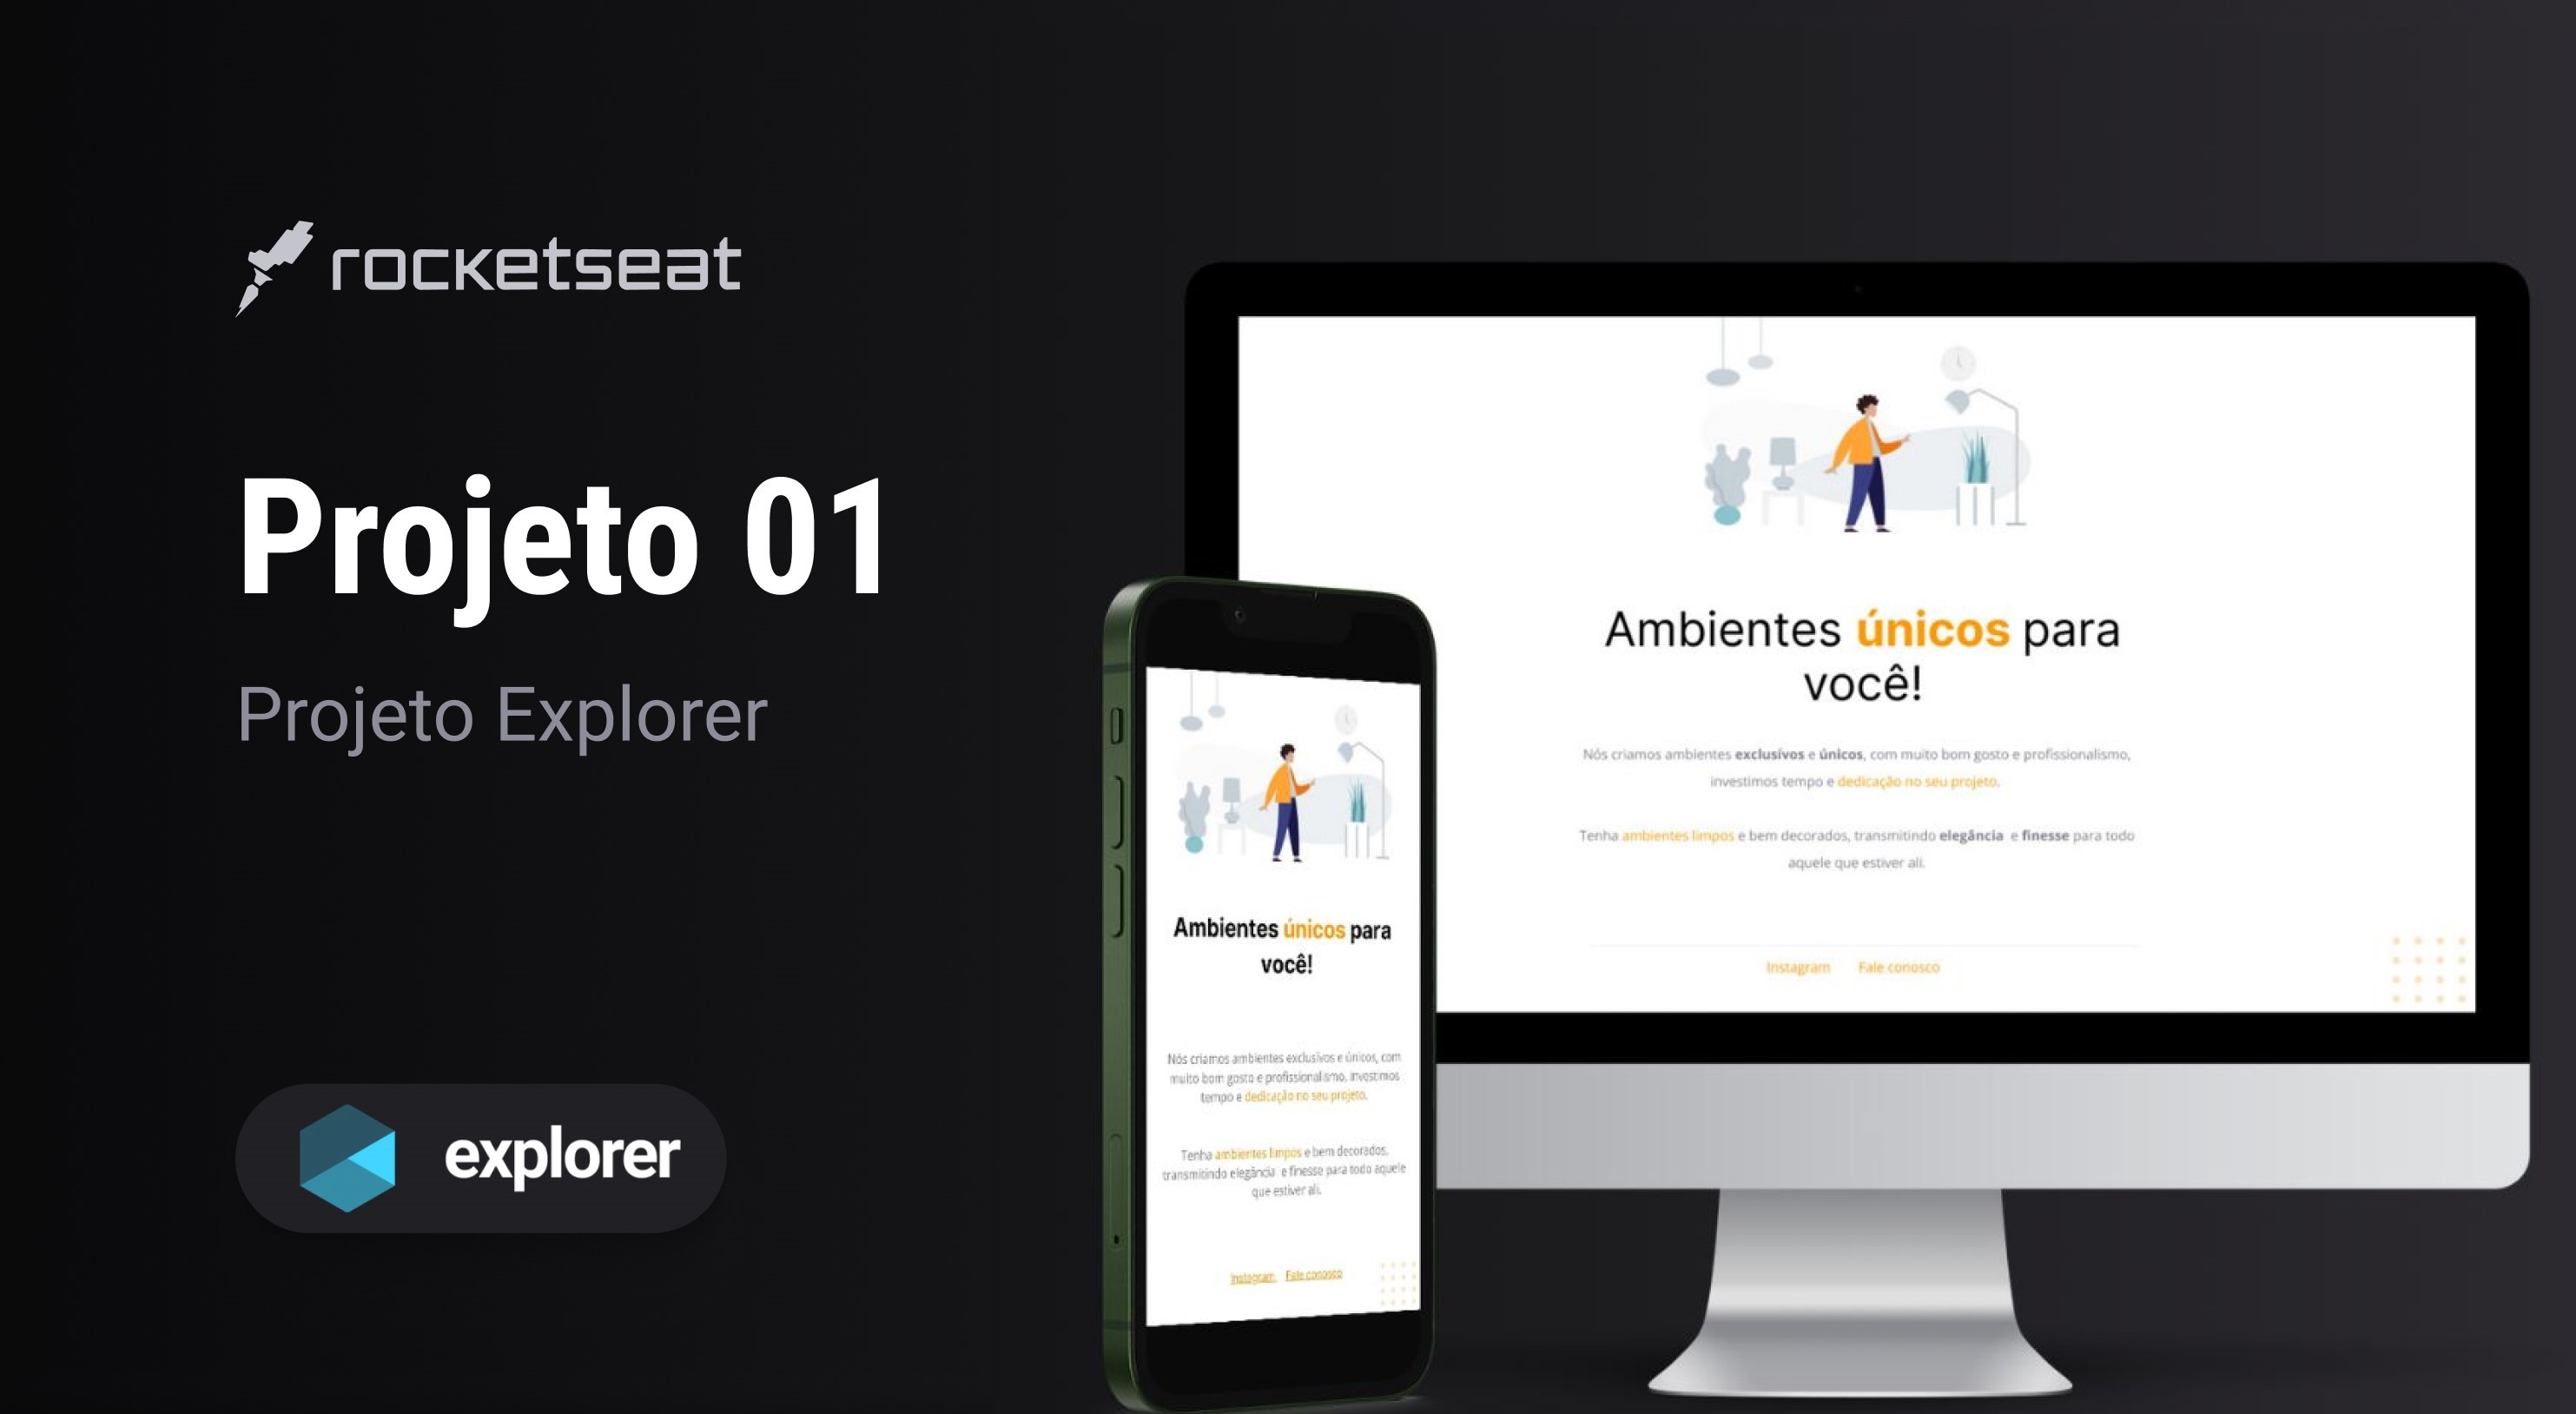 rocketseat
Projeto 01
Projeto Explorer
explorer
Ambientes únicos para
você!
Nós criamos ambientes exclusivos e únicos, com muito bom gosto e profissionalismo,
investimos tempo e dedicação no seu projeto.
Tenha ambientes limpos e bem decorados, transmitindo elegância e finesse para todo
aquele que estiver ali.
Instagram Fale conosco
Ambientes únicos para
você!
Nós criamos ambientes exclusivos e únicos, com
muito bom gosto e profissionalismo, investimos
tempo e dedicação no seu projeto.
Tenha ambientes limpos e bem decorados,
transmitindo elegância e finesse para todo aquele
que estiver ali.
Instagram Fale conosco